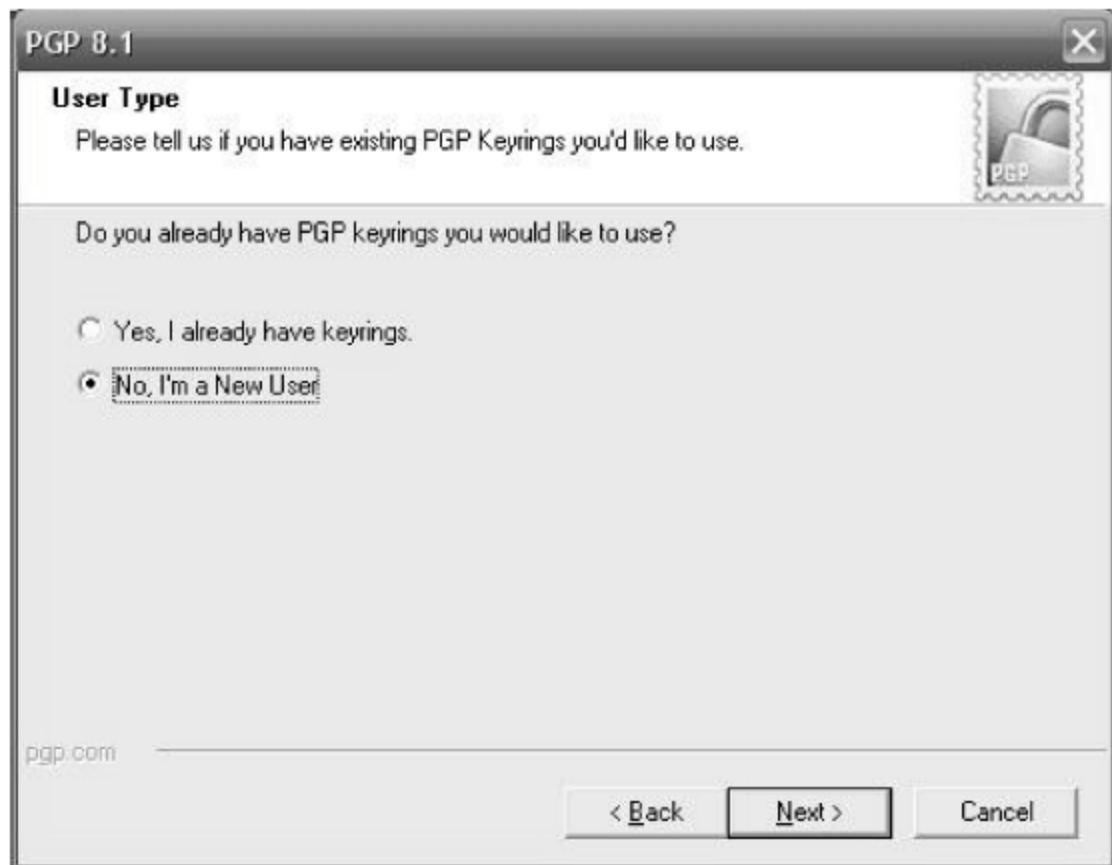 PGP 8.1
User Type
Please tell us if you have existing PGP Keyrings you'd like to use.
PGP
Do you already have PGP keyrings you would like to use?
Yes, I already have keyrings.
No, I'm a New User
pgp.com
< Back Next > Cancel